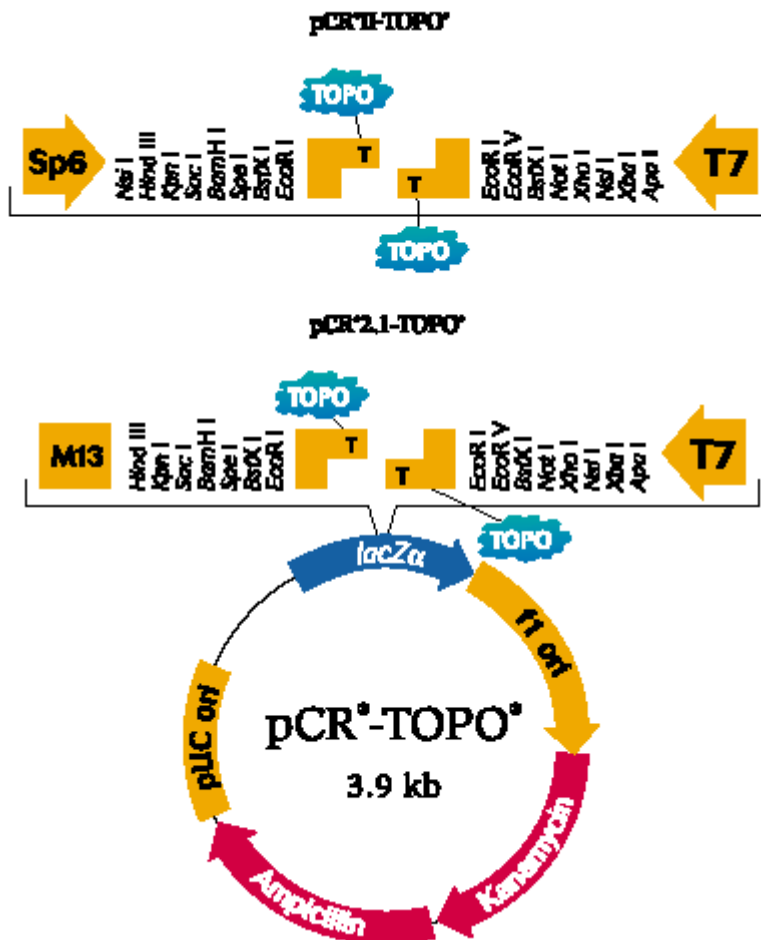 pCR®II-TOPO®
TOPO
Sp6
Nsi I
Hind III
Kpn I
Sac I
BamH I
Spe I
BstX I
EcoR I
T
T
EcoR I
EcoR V
BstX I
Not I
Xho I
Nsi I
Xba I
Apa I
T7
TOPO
pCR®2.1-TOPO®
TOPO
M13
Hind III
Kpn I
Sac I
BamH I
Spe I
BstX I
EcoR I
T
T
EcoR I
EcoR V
BstX I
Not I
Xho I
Nsi I
Xba I
Apa I
T7
TOPO
lacZα
f1 ori
pUC ori
pCR®-TOPO®
3.9 kb
Kanamycin
Ampicillin